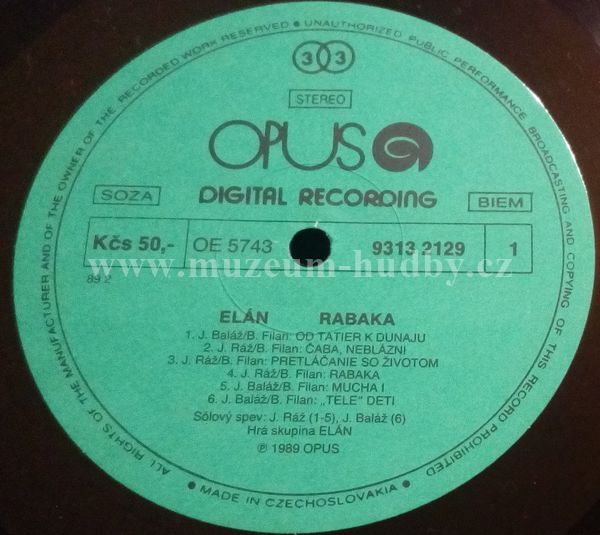 ALL RIGHTS OF THE MANUFACTURER AND OF THE OWNER OF THE RECORDED WORK RESERVED • UNAUTHORIZED PUBLIC PERFORMANCE BROADCASTING AND COPYING OF THIS RECORD PROHIBITED
33
STEREO
OPUS
SOZA DIGITAL RECORDING BIEM
Kčs 50,- OE 5743 9313 2129 1
www.muzeum-hudby.cz
89 2
ELÁN RABAKA
1. J. Baláž/B. Filan: OD TATIER K DUNAJU
2. J. Ráž/B. Filan: ČABA, NEBLÁZNI
3. J. Ráž/B. Filan: PRETLÁČANIE SO ŽIVOTOM
4. J. Ráž/B. Filan: RABAKA
5. J. Baláž/B. Filan: MUCHA I
6. J. Baláž/B. Filan: „TELE" DETI
Sólový spev: J. Ráž (1-5), J. Baláž (6)
Hrá skupina ELÁN
℗ 1989 OPUS
• MADE IN CZECHOSLOVAKIA •